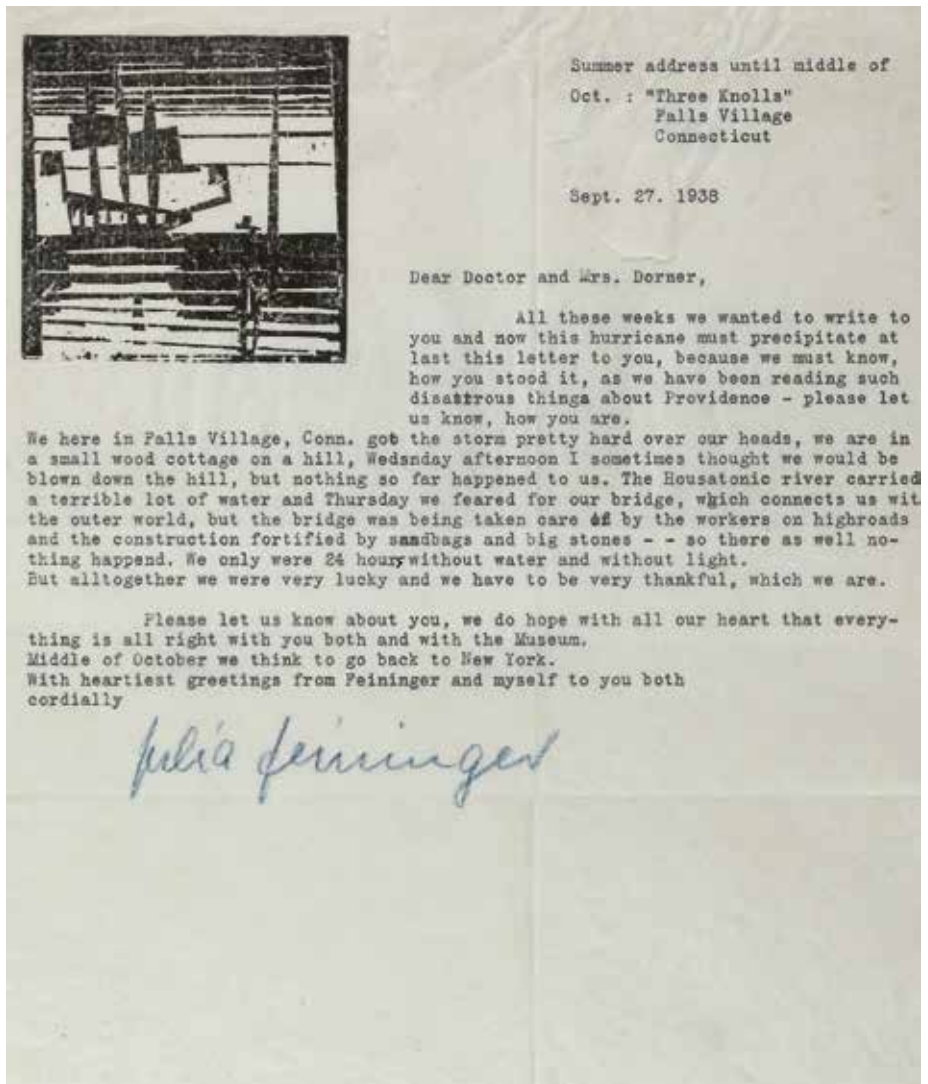 Summer address until middle of
Oct. : "Three Knolls"
Falls Village
Connecticut
Sept. 27. 1938
Dear Doctor and Mrs. Dorner,
All these weeks we wanted to write to
you and now this hurricane must precipitate at
last this letter to you, because we must know,
how you stood it, as we have been reading such
disastrous things about Providence - please let
us know, how you are.
We here in Falls Village, Conn. got the storm pretty hard over our heads, we are in
a small wood cottage on a hill, Wedsnday afternoon I sometimes thought we would be
blown down the hill, but nothing so far happened to us. The Housatonic river carried
a terrible lot of water and Thursday we feared for our bridge, which connects us wit
the outer world, but the bridge was being taken care of by the workers on highroads
and the construction fortified by sandbags and big stones - - so there as well no-
thing happend. We only were 24 hours without water and without light.
But alltogether we were very lucky and we have to be very thankful, which we are.
Please let us know about you, we do hope with all our heart that every-
thing is all right with you both and with the Museum.
Middle of October we think to go back to New York.
With heartiest greetings from Feininger and myself to you both
cordially
Julia Feininger